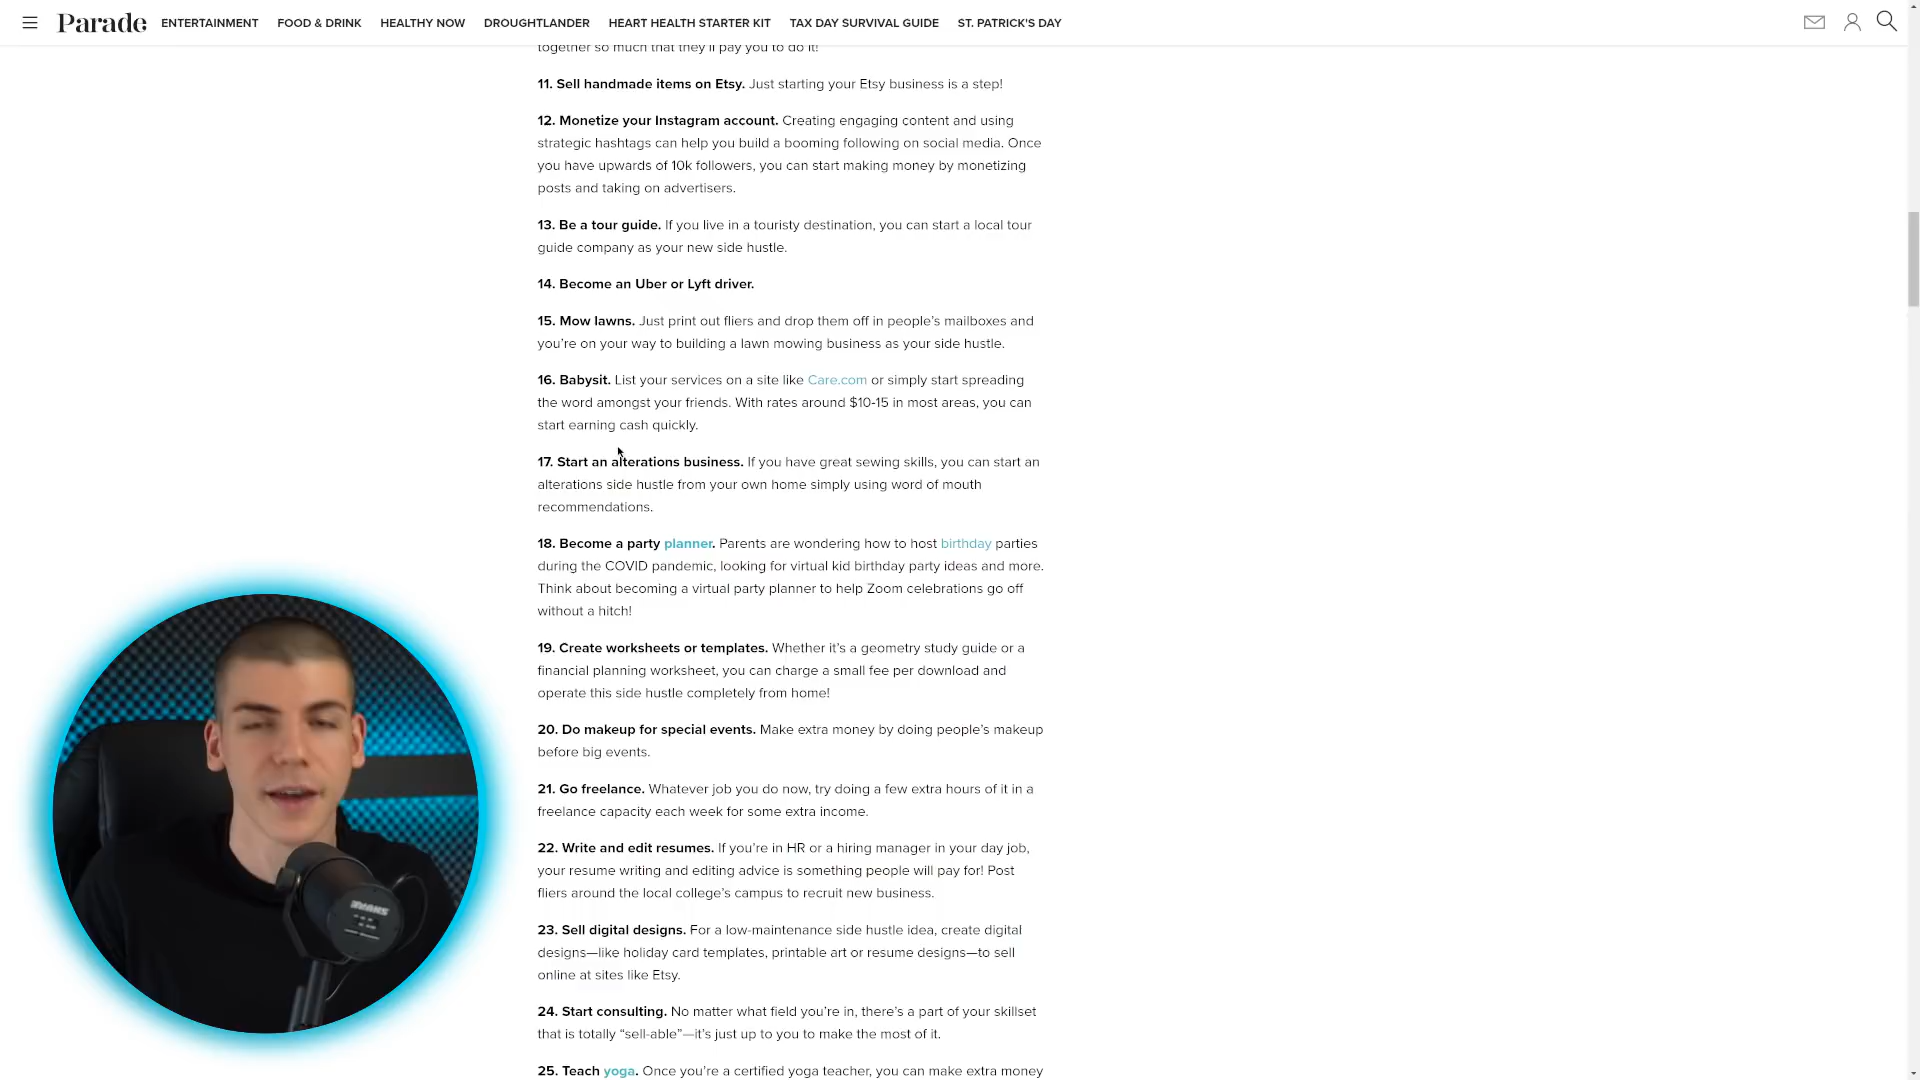 Parade ENTERTAINMENT FOOD & DRINK HEALTHY NOW DROUGHTLANDER HEART HEALTH STARTER KIT TAX DAY SURVIVAL GUIDE ST. PATRICK'S DAY
together so much that they'll pay you to do it!
11. Sell handmade items on Etsy. Just starting your Etsy business is a step!
12. Monetize your Instagram account. Creating engaging content and using
strategic hashtags can help you build a booming following on social media. Once
you have upwards of 10k followers, you can start making money by monetizing
posts and taking on advertisers.
13. Be a tour guide. If you live in a touristy destination, you can start a local tour
guide company as your new side hustle.
14. Become an Uber or Lyft driver.
15. Mow lawns. Just print out fliers and drop them off in people’s mailboxes and
you’re on your way to building a lawn mowing business as your side hustle.
16. Babysit. List your services on a site like Care.com or simply start spreading
the word amongst your friends. With rates around $10-15 in most areas, you can
start earning cash quickly.
17. Start an alterations business. If you have great sewing skills, you can start an
alterations side hustle from your own home simply using word of mouth
recommendations.
18. Become a party planner. Parents are wondering how to host birthday parties
during the COVID pandemic, looking for virtual kid birthday party ideas and more.
Think about becoming a virtual party planner to help Zoom celebrations go off
without a hitch!
19. Create worksheets or templates. Whether it’s a geometry study guide or a
financial planning worksheet, you can charge a small fee per download and
operate this side hustle completely from home!
20. Do makeup for special events. Make extra money by doing people’s makeup
before big events.
21. Go freelance. Whatever job you do now, try doing a few extra hours of it in a
freelance capacity each week for some extra income.
22. Write and edit resumes. If you’re in HR or a hiring manager in your day job,
your resume writing and editing advice is something people will pay for! Post
fliers around the local college’s campus to recruit new business.
23. Sell digital designs. For a low-maintenance side hustle idea, create digital
designs—like holiday card templates, printable art or resume designs—to sell
online at sites like Etsy.
24. Start consulting. No matter what field you’re in, there’s a part of your skillset
that is totally “sell-able”—it’s just up to you to make the most of it.
25. Teach yoga. Once you’re a certified yoga teacher, you can make extra money